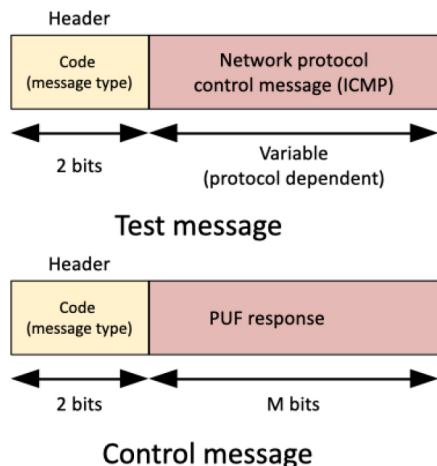 Header
Code
(message type)
Network protocol
control message (ICMP)
2 bits
Variable
(protocol dependent)
Test message
Header
Code
(message type)
PUF response
2 bits
M bits
Control message